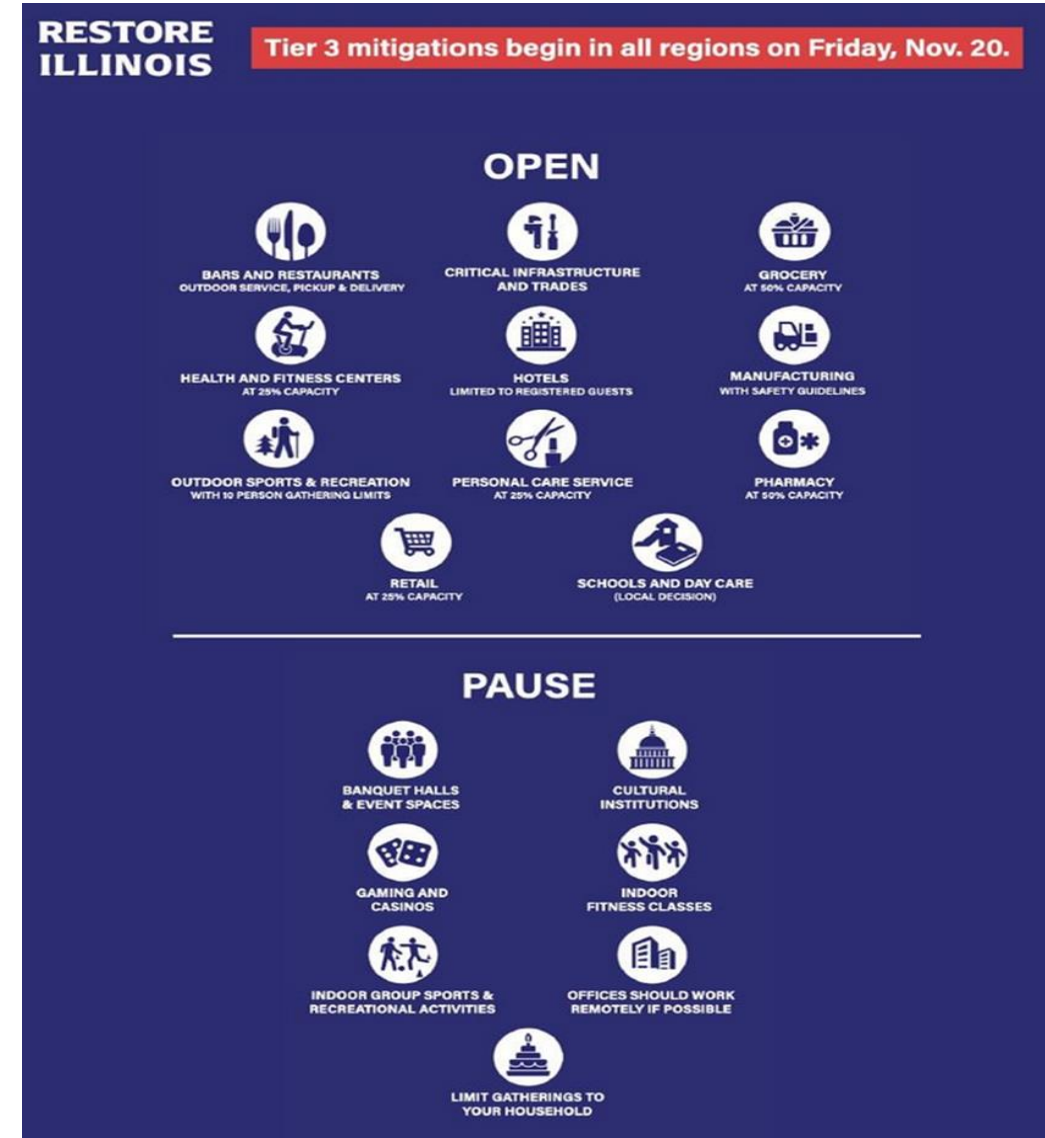 RESTORE
ILLINOIS
Tier 3 mitigations begin in all regions on Friday, Nov. 20.
OPEN
BARS AND RESTAURANTS
OUTDOOR SERVICE, PICKUP & DELIVERY
CRITICAL INFRASTRUCTURE
AND TRADES
GROCERY
AT 50% CAPACITY
HEALTH AND FITNESS CENTERS
AT 25% CAPACITY
HOTELS
LIMITED TO REGISTERED GUESTS
MANUFACTURING
WITH SAFETY GUIDELINES
OUTDOOR SPORTS & RECREATION
WITH 10 PERSON GATHERING LIMITS
PERSONAL CARE SERVICE
AT 25% CAPACITY
PHARMACY
AT 50% CAPACITY
RETAIL
AT 25% CAPACITY
SCHOOLS AND DAY CARE
(LOCAL DECISION)
PAUSE
BANQUET HALLS
& EVENT SPACES
CULTURAL
INSTITUTIONS
GAMING AND
CASINOS
INDOOR
FITNESS CLASSES
INDOOR GROUP SPORTS &
RECREATIONAL ACTIVITIES
OFFICES SHOULD WORK
REMOTELY IF POSSIBLE
LIMIT GATHERINGS TO
YOUR HOUSEHOLD